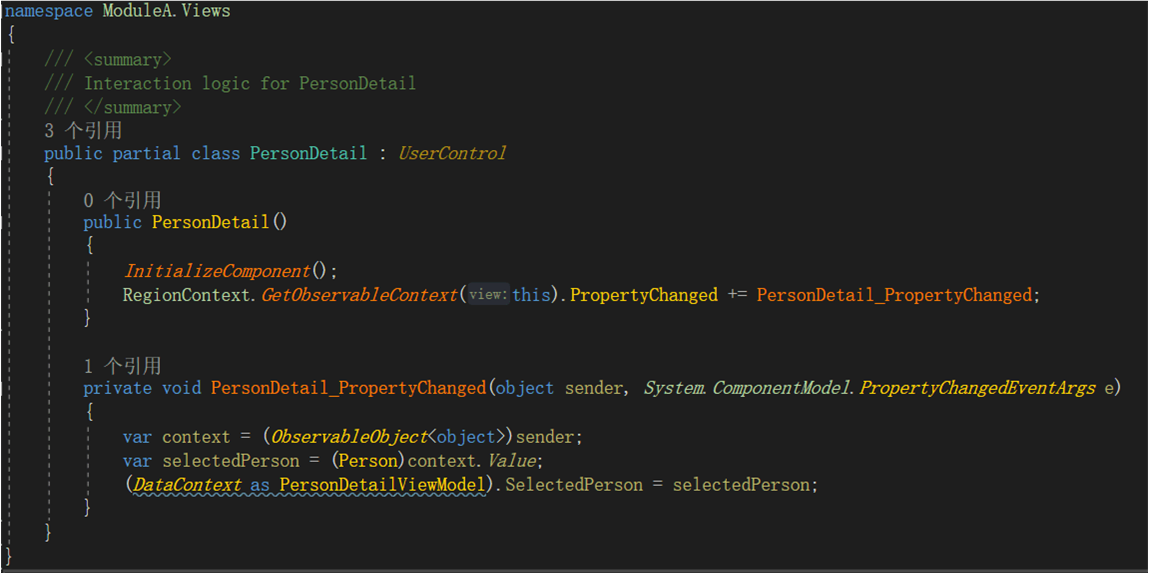 namespace ModuleA.Views
{
/// <summary>
/// Interaction logic for PersonDetail
/// </summary>
3 个引用
public partial class PersonDetail : UserControl
{
0 个引用
public PersonDetail()
{
InitializeComponent();
RegionContext.GetObservableContext(view:this).PropertyChanged += PersonDetail_PropertyChanged;
}
1 个引用
private void PersonDetail_PropertyChanged(object sender, System.ComponentModel.PropertyChangedEventArgs e)
{
var context = (ObservableObject<object>)sender;
var selectedPerson = (Person)context.Value;
(DataContext as PersonDetailViewModel).SelectedPerson = selectedPerson;
}
}
}